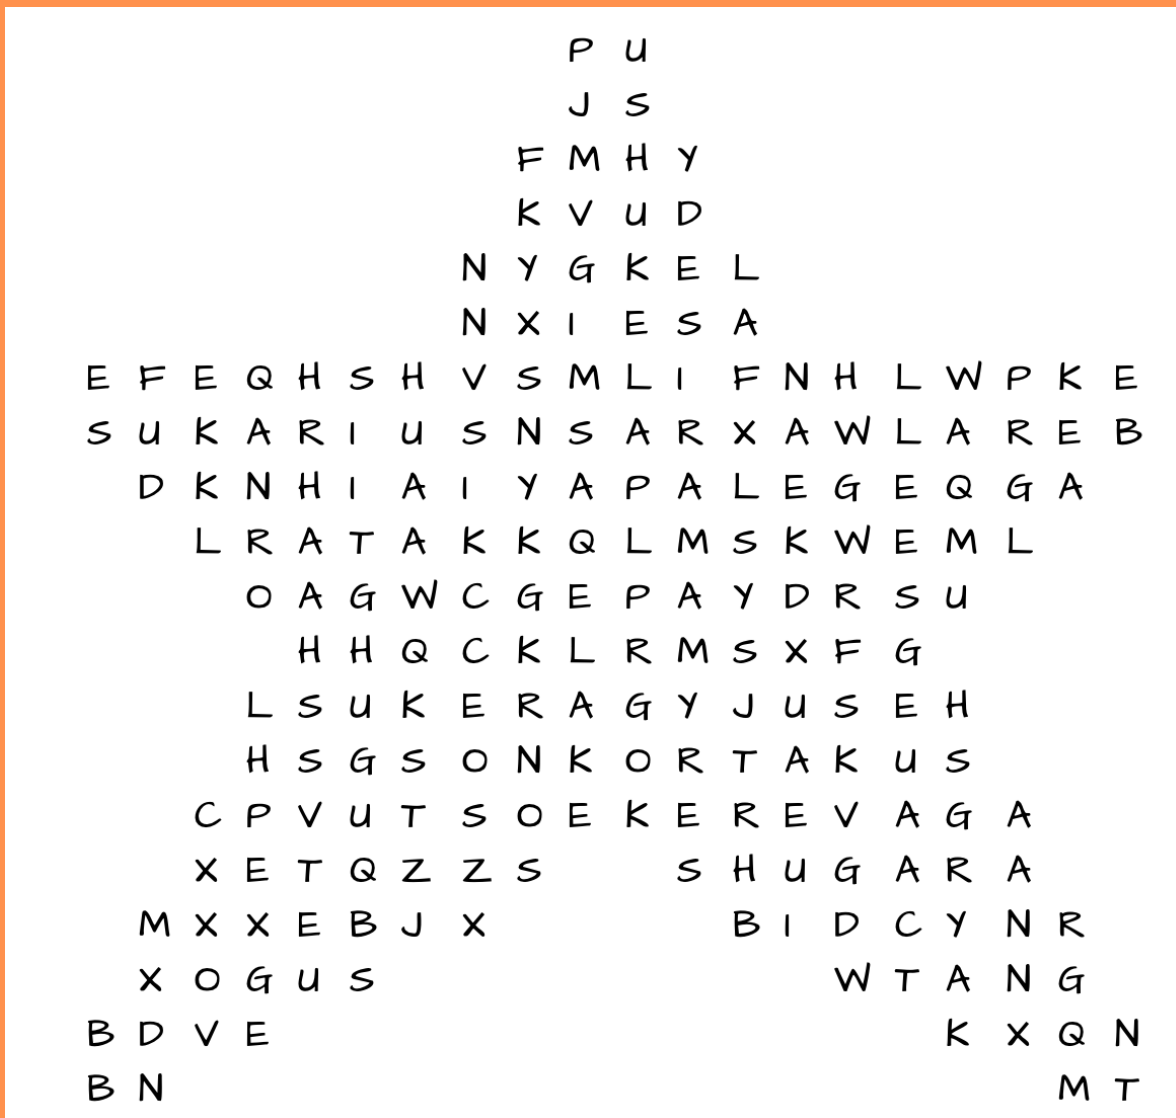 P U
J S
F M H Y
K V U D
N Y G K E L
N X I E S A
E F E Q H S H V S M L I F N H L W P K E
S U K A R I U S N S A R X A W L A R E B
D K N H I A I Y A P A L E G E Q G A
L R A T A K K Q L M S K W E M L
O A G W C G E P A Y D R S U
H H Q C K L R M S X F G
L S U K E R A G Y J U S E H
H S G S O N K O R T A K U S
C P V U T S O E K E R E V A G A
X E T Q Z Z S S H U G A R A
M X X E B J X B I D C Y N R
X O G U S W T A N G
B D V E K X Q N
B N M T